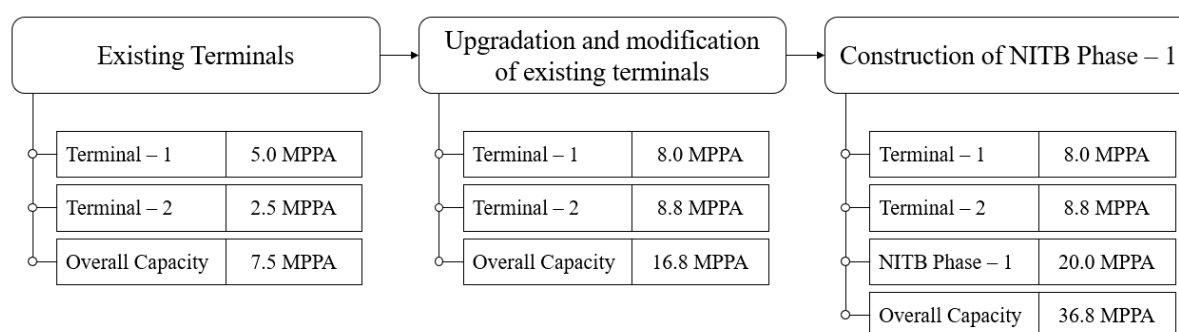 Existing Terminals
Terminal – 1 5.0 MPPA
Terminal – 2 2.5 MPPA
Overall Capacity 7.5 MPPA
Upgradation and modification
of existing terminals
Terminal – 1 8.0 MPPA
Terminal – 2 8.8 MPPA
Overall Capacity 16.8 MPPA
Construction of NITB Phase – 1
Terminal – 1 8.0 MPPA
Terminal – 2 8.8 MPPA
NITB Phase – 1 20.0 MPPA
Overall Capacity 36.8 MPPA